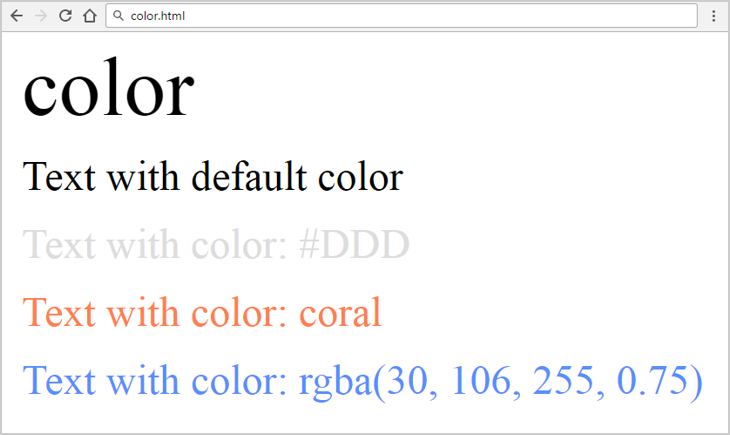 color.html
color
Text with default color
Text with color: #DDD
Text with color: coral
Text with color: rgba(30, 106, 255, 0.75)